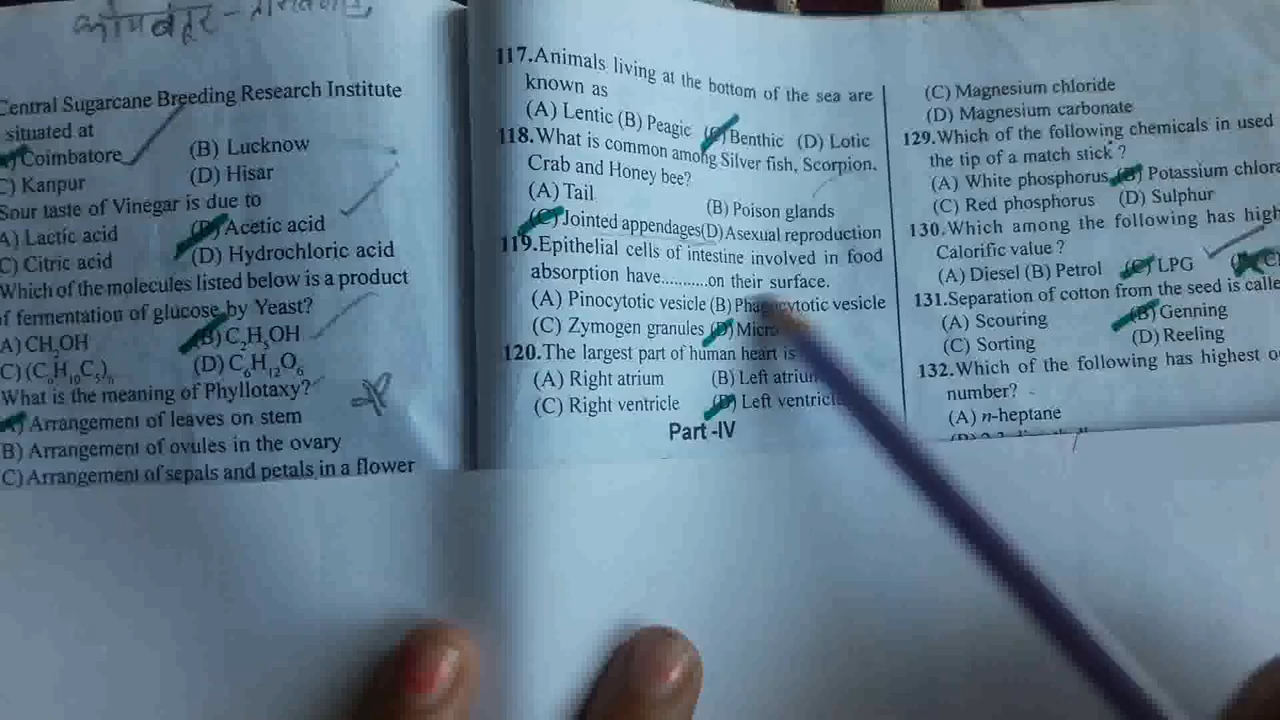 कोयबंटूर -
Central Sugarcane Breeding Research Institute
situated at
Coimbatore (B) Lucknow
C) Kanpur (D) Hisar
Sour taste of Vinegar is due to
A) Lactic acid (B) Acetic acid
C) Citric acid (D) Hydrochloric acid
Which of the molecules listed below is a product
of fermentation of glucose by Yeast?
A) CH₃OH (B) C₂H₅OH
C) (C₆H₁₀C₅)ₙ (D) C₆H₁₂O₆
What is the meaning of Phyllotaxy?
A) Arrangement of leaves on stem
B) Arrangement of ovules in the ovary
C) Arrangement of sepals and petals in a flower
117. Animals living at the bottom of the sea are
known as
(A) Lentic (B) Peagic (C) Benthic (D) Lotic
118. What is common among Silver fish, Scorpion,
Crab and Honey bee?
(A) Tail (B) Poison glands
(C) Jointed appendages (D) Asexual reproduction
119. Epithelial cells of intestine involved in food
absorption have..........on their surface.
(A) Pinocytotic vesicle (B) Phagocytotic vesicle
(C) Zymogen granules (D)
120. The largest part of human heart is
(A) Right atrium (B) Left atrium
(C) Right ventricle (D) Left ventricle
Part -IV
(C) Magnesium chloride
(D) Magnesium carbonate
129. Which of the following chemicals in used
the tip of a match stick ?
(A) White phosphorus (B) Potassium chlora
(C) Red phosphorus (D) Sulphur
130. Which among the following has high
Calorific value ?
(A) Diesel (B) Petrol (C) LPG
131. Separation of cotton from the seed is calle
(A) Scouring (B) Genning
(C) Sorting (D) Reeling
132. Which of the following has highest o
number?
(A) n-heptane